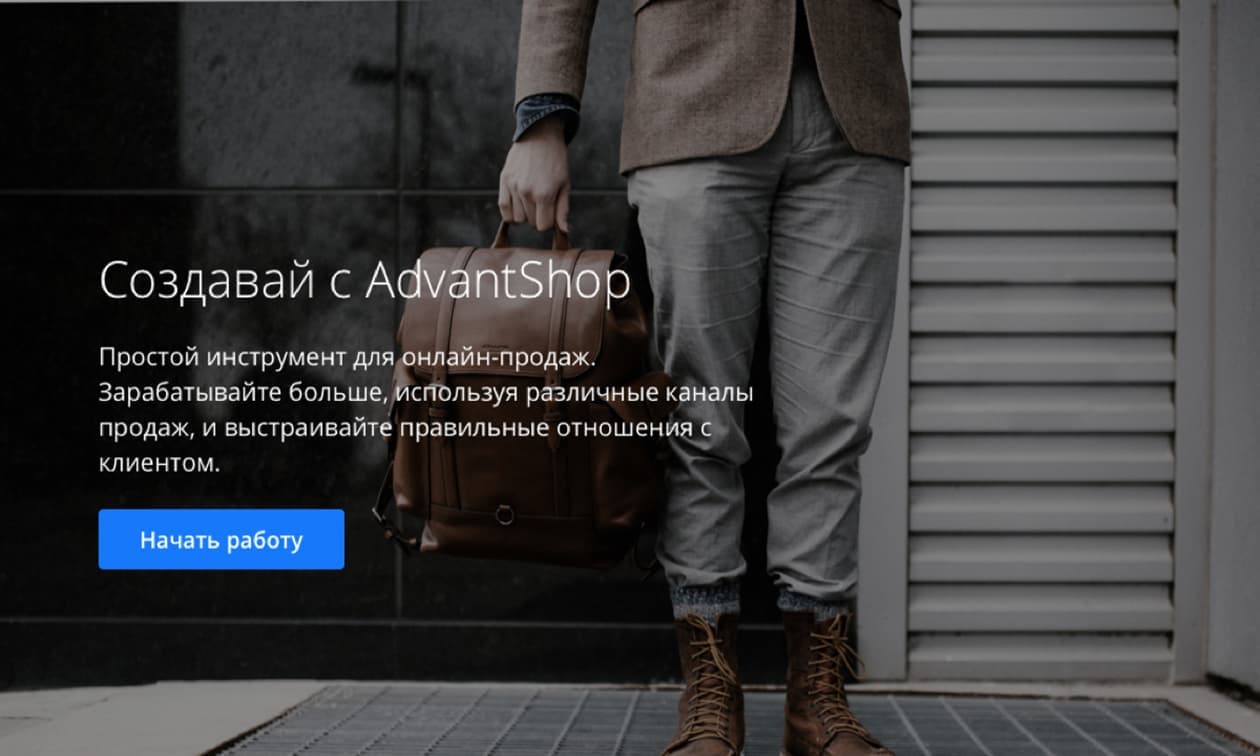 Создавай с AdvantShop
Простой инструмент для онлайн-продаж.
Зарабатывайте больше, используя различные каналы
продаж, и выстраивайте правильные отношения с
клиентом.
Начать работу